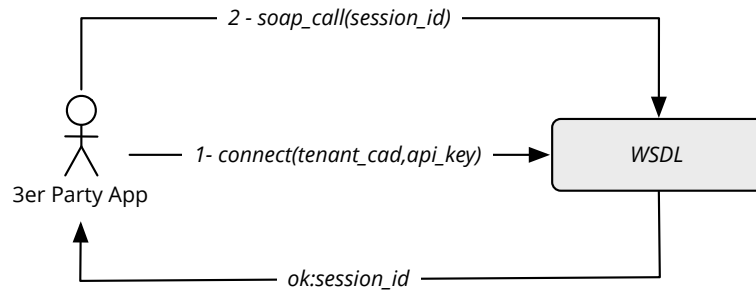 2 - soap_call(session_id)
1- connect(tenant_cad,api_key)
WSDL
3er Party App
ok:session_id